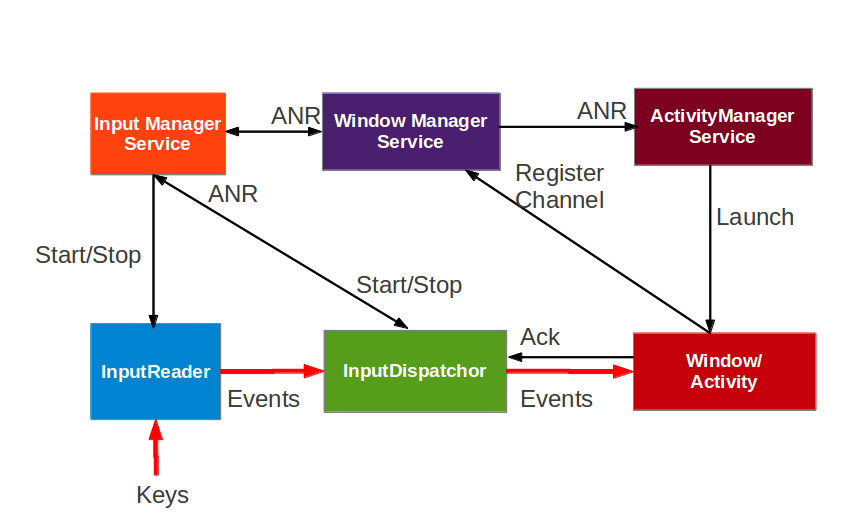 ANR
ANR
Input Manager
Service
Window Manager
Service
ActivityManager
Service
Register
Channel
ANR
Launch
Start/Stop
Start/Stop
Ack
InputReader
InputDispatchor
Window/
Activity
Events
Events
Keys